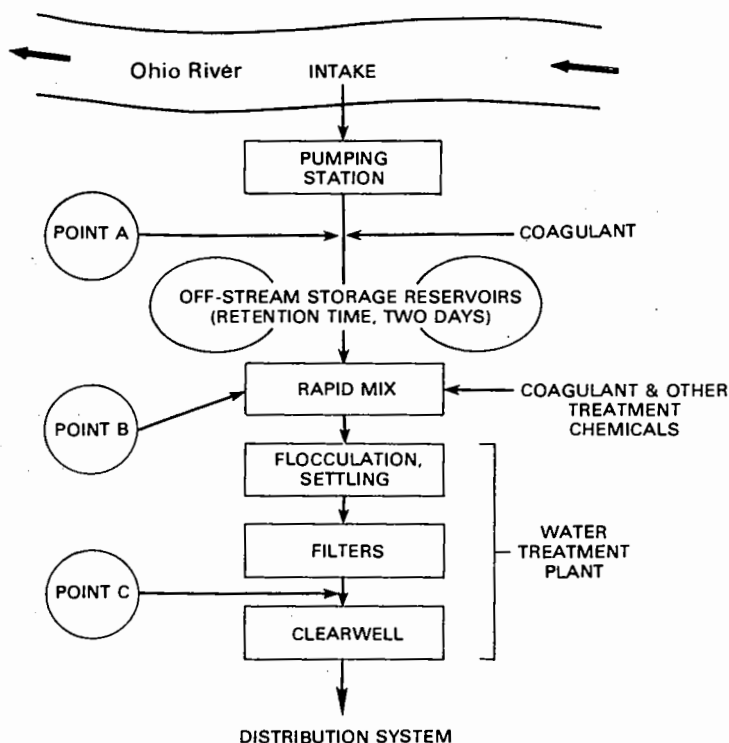 Ohio River
INTAKE
PUMPING
STATION
POINT A
COAGULANT
OFF-STREAM STORAGE RESERVOIRS
(RETENTION TIME, TWO DAYS)
RAPID MIX
COAGULANT & OTHER
TREATMENT
CHEMICALS
POINT B
FLOCCULATION,
SETTLING
FILTERS
WATER
TREATMENT
PLANT
POINT C
CLEARWELL
DISTRIBUTION SYSTEM